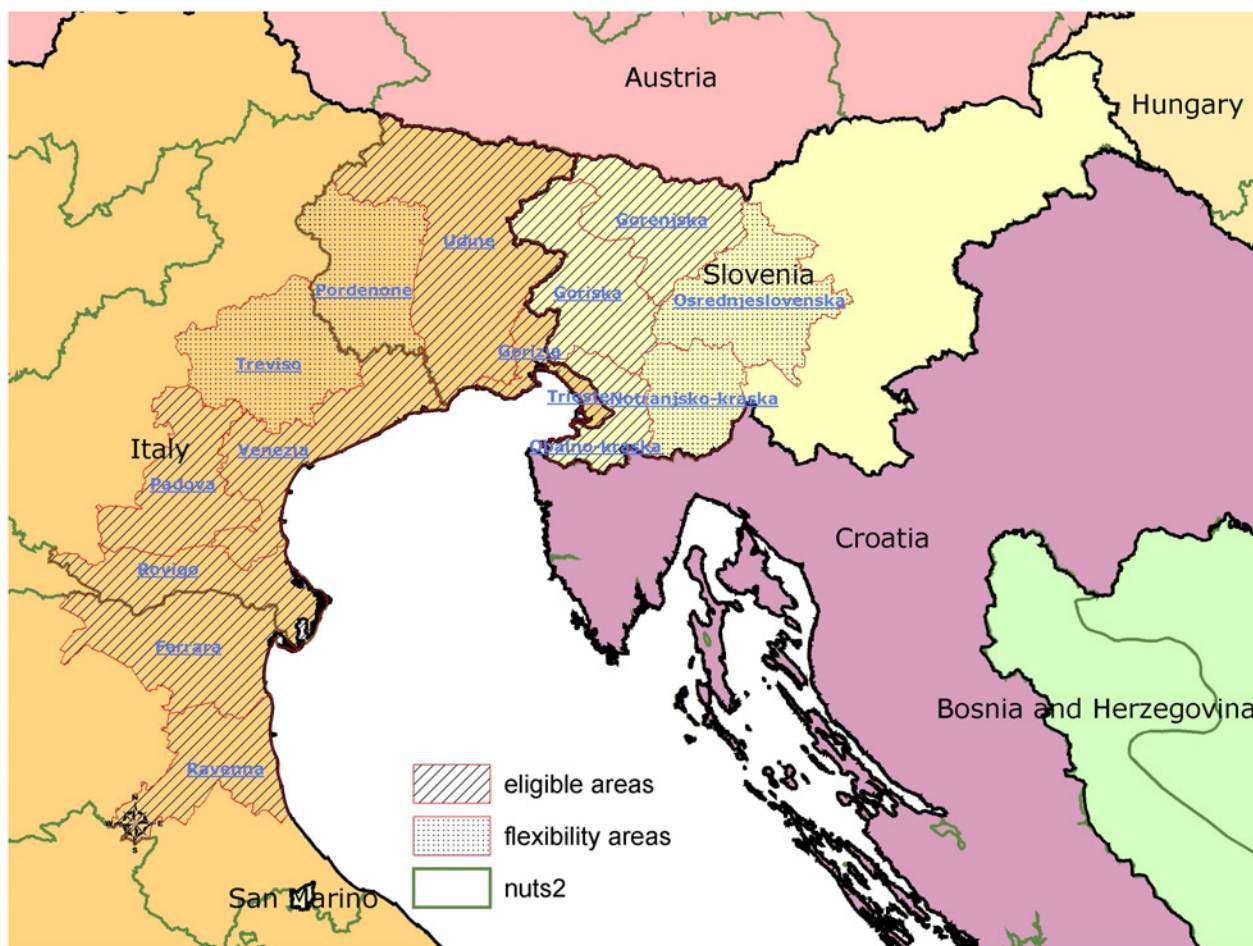 Austria
Hungary
Gorenjska
Udine
Slovenia
Pordenone
Goriska
Osrednjeslovenska
Gorizia
Treviso
Trieste
Notranjsko-kraska
Italy
Venezia
Obalno-kraska
Padova
Croatia
Rovigo
Ferrara
Bosnia and Herzegovina
Ravenna
eligible areas
N
W
E
S
flexibility areas
nuts2
San Marino